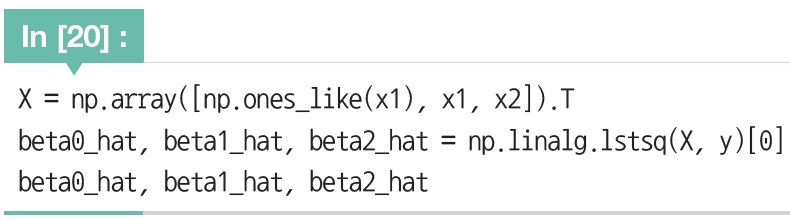 In [20] :
X = np.array([np.ones_like(x1), x1, x2]).T
beta0_hat, beta1_hat, beta2_hat = np.linalg.lstsq(X, y)[0]
beta0_hat, beta1_hat, beta2_hat